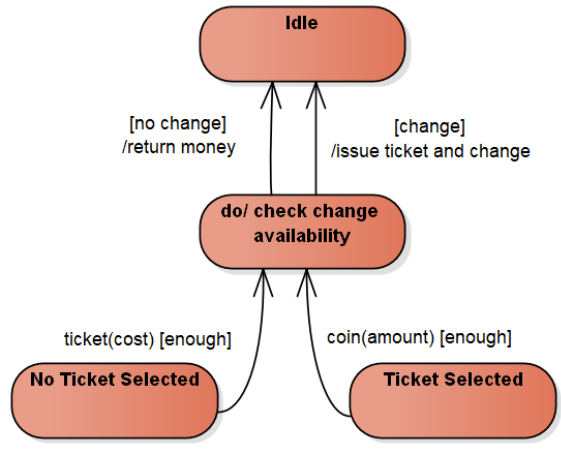 Idle
[no change]
/return money
[change]
/issue ticket and change
do/ check change
availability
ticket(cost) [enough]
coin(amount) [enough]
No Ticket Selected
Ticket Selected